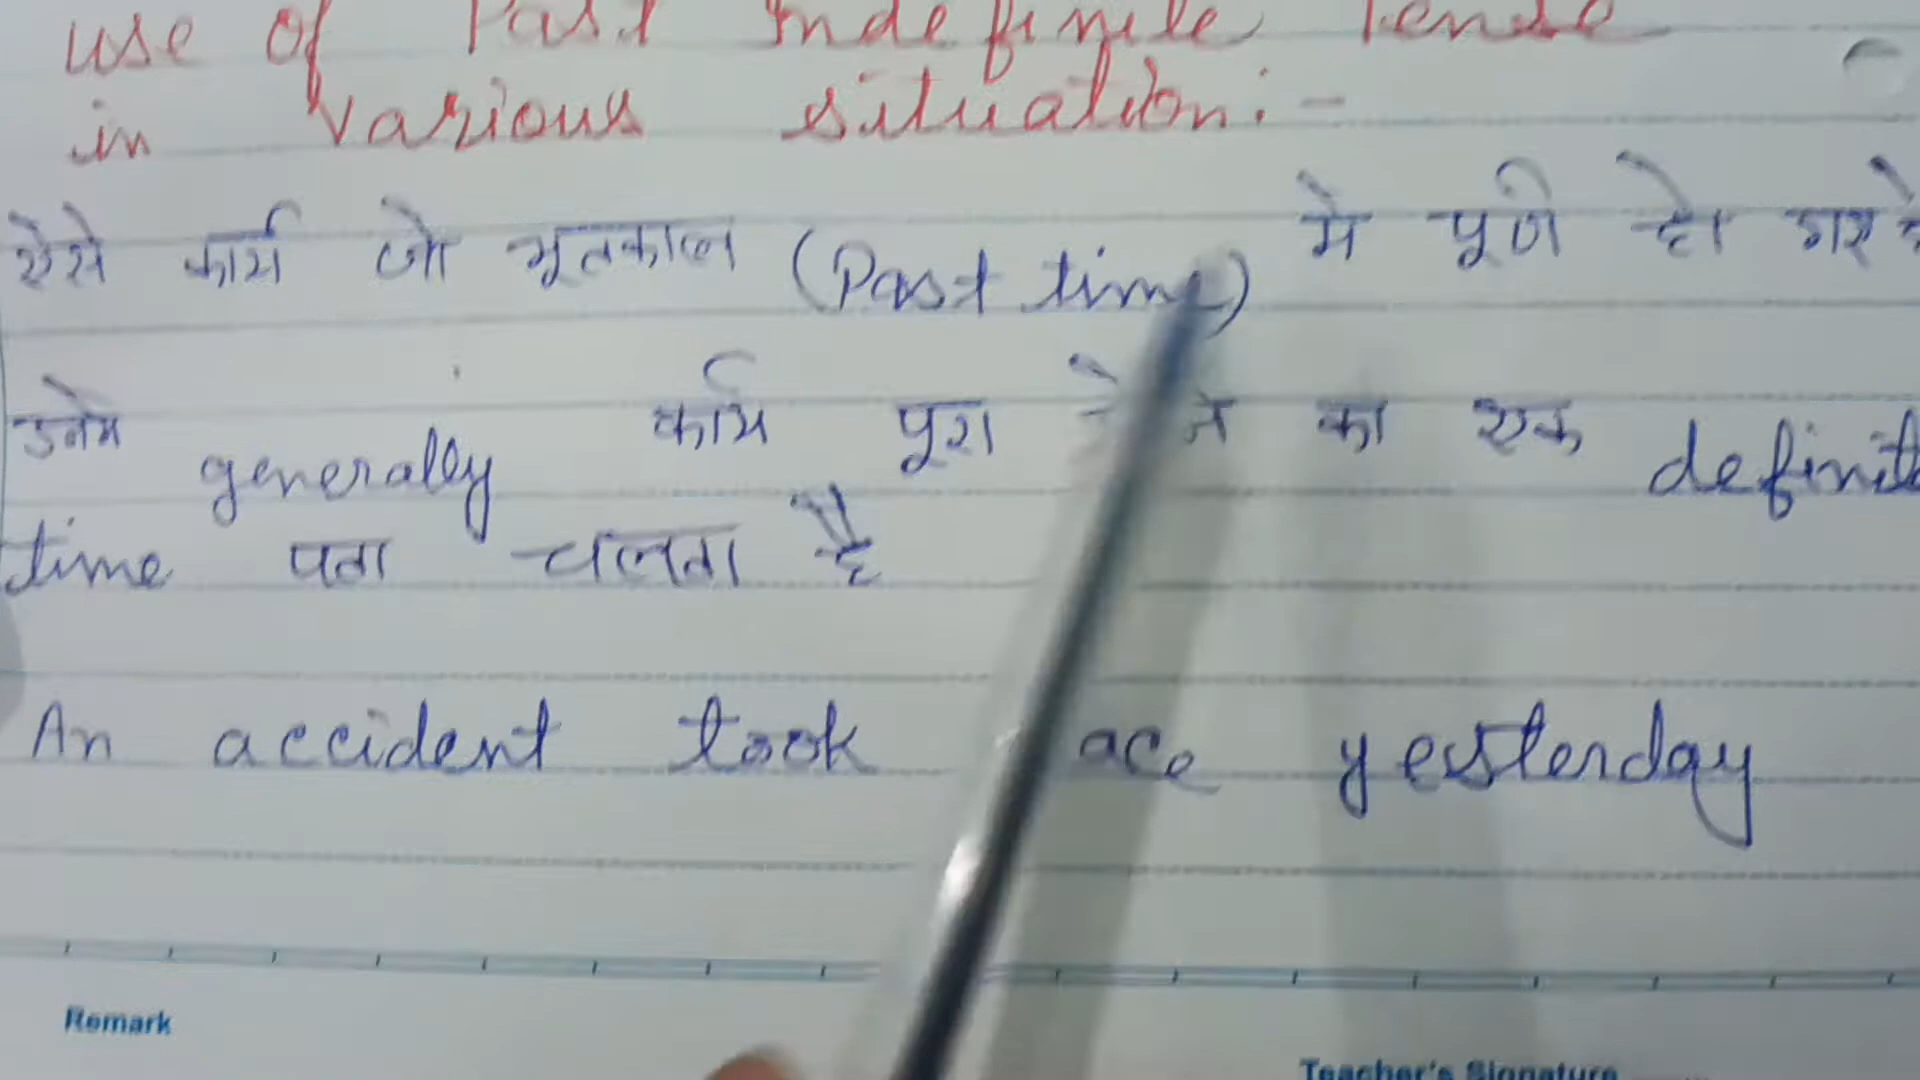 use of Past Indefinite Tense
in various situation:-
ऐसे कार्य जो भूतकाल (Past time) मे पूर्ण हो गए
उनमे generally कार्य पूरा का एक definite
time पता चलता है
An accident took yesterday
Remark
Teacher's Signature